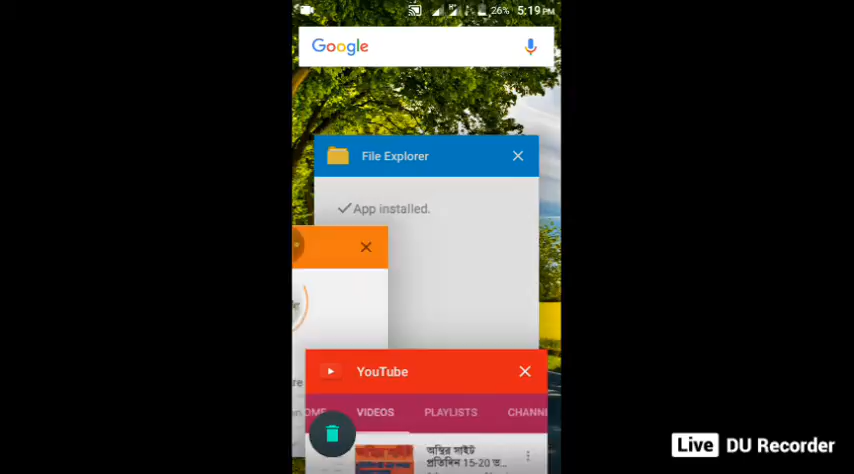 26% 5:19 PM
Google
File Explorer
App installed.
YouTube
VIDEOS PLAYLISTS
অস্থির সাইট
প্রতিদিন 15-20 ড...
Live DU Recorder